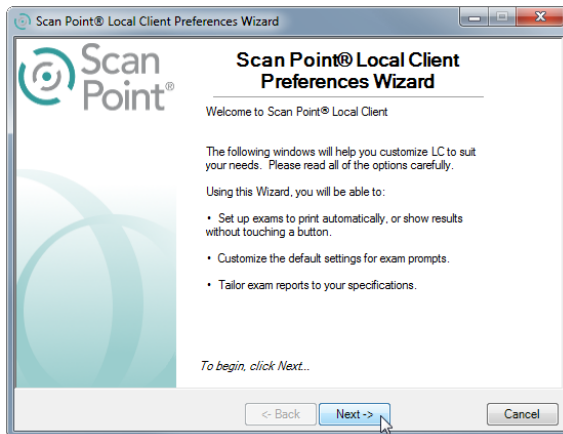 Scan Point® Local Client Preferences Wizard
Scan
Point®
Scan Point® Local Client
Preferences Wizard
Welcome to Scan Point® Local Client
The following windows will help you customize LC to suit
your needs. Please read all of the options carefully.
Using this Wizard, you will be able to:
• Set up exams to print automatically, or show results
without touching a button.
• Customize the default settings for exam prompts.
• Tailor exam reports to your specifications.
To begin, click Next...
<- Back
Next ->
Cancel